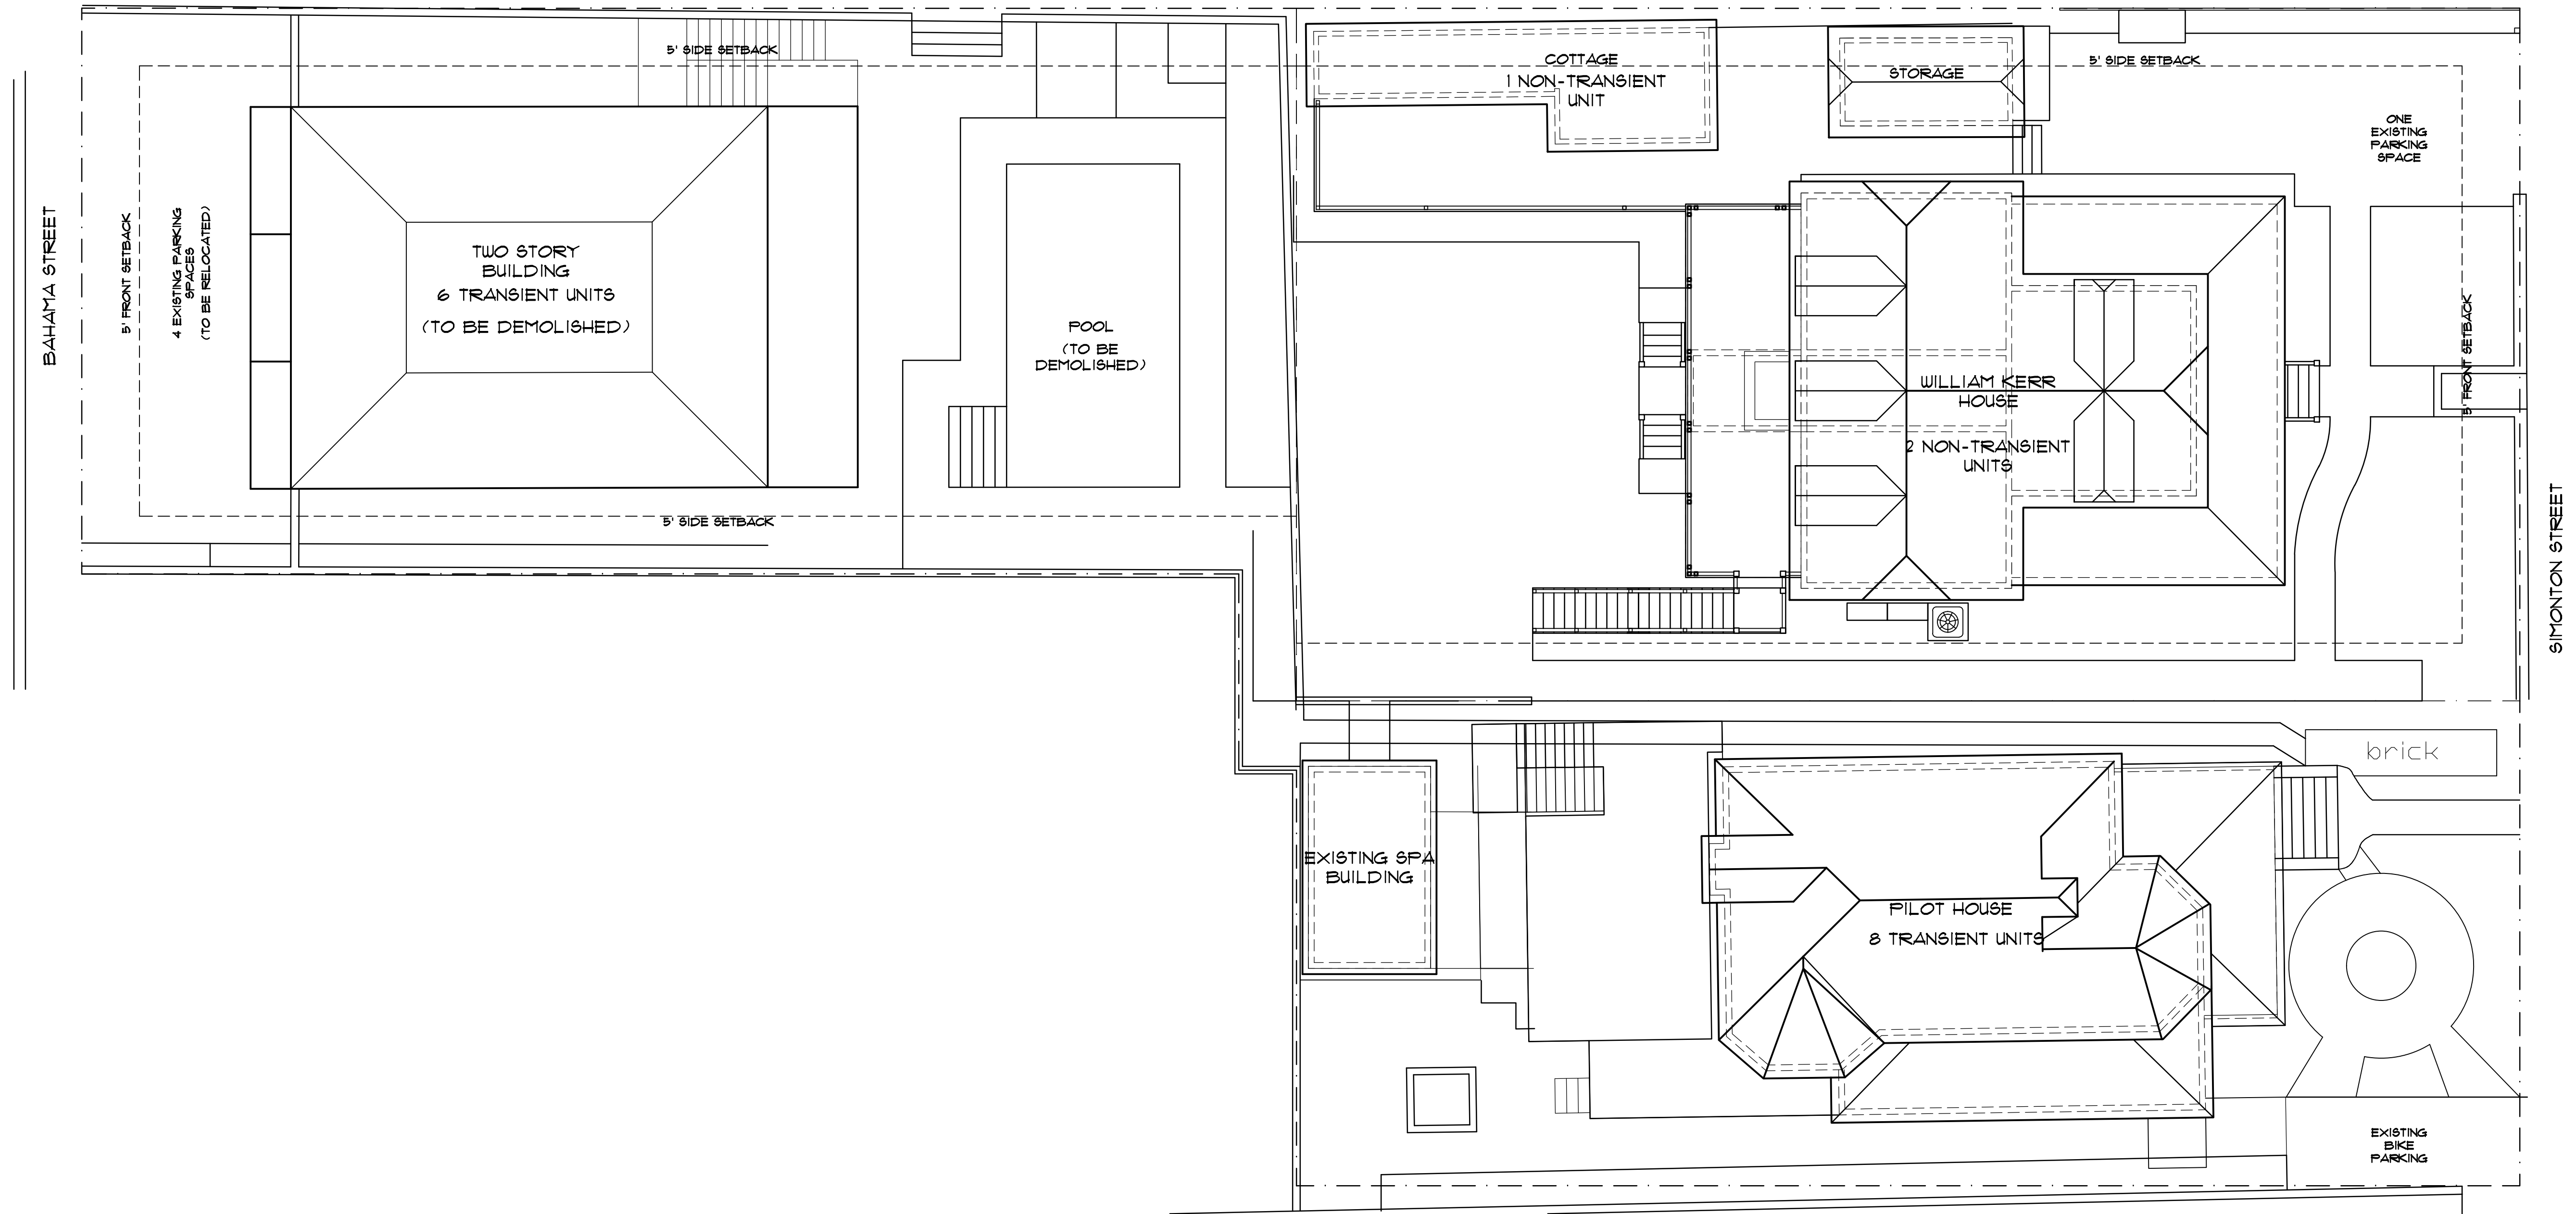 BAHAMA STREET
5' FRONT SETBACK
4 EXISTING PARKING
SPACES
(TO BE RELOCATED)
5' SIDE SETBACK
TWO STORY
BUILDING
6 TRANSIENT UNITS
(TO BE DEMOLISHED)
5' SIDE SETBACK
POOL
(TO BE
DEMOLISHED)
COTTAGE
1 NON-TRANSIENT
UNIT
STORAGE
5' SIDE SETBACK
ONE
EXISTING
PARKING
SPACE
WILLIAM KERR
HOUSE
2 NON-TRANSIENT
UNITS
5' FRONT SETBACK
SIMONTON STREET
brick
EXISTING SPA
BUILDING
PILOT HOUSE
8 TRANSIENT UNITS
EXISTING
BIKE
PARKING